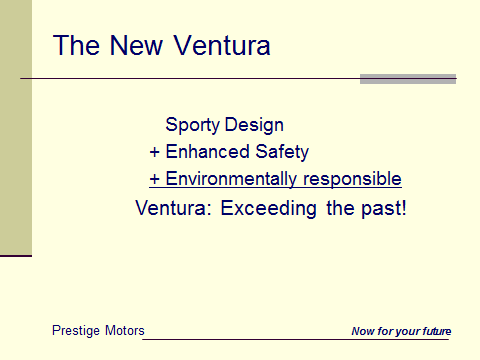 The New Ventura
Sporty Design
+ Enhanced Safety
+ Environmentally responsible
Ventura: Exceeding the past!
Prestige Motors
Now for your future